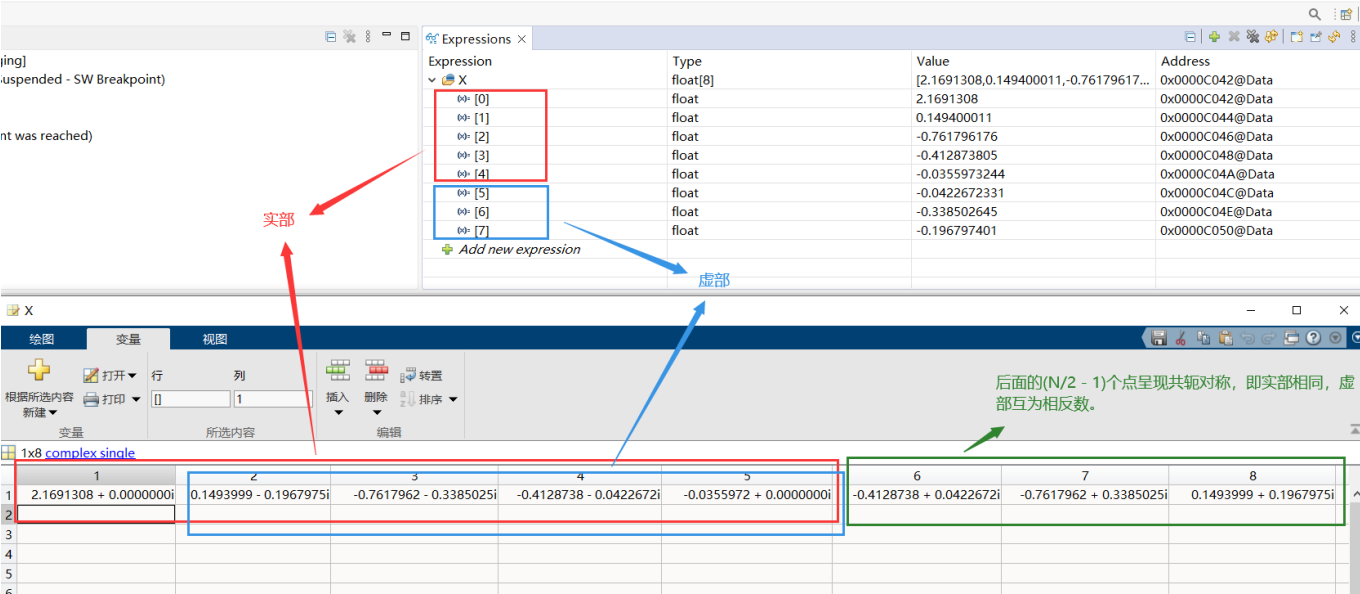 Expressions
ging]
uspended - SW Breakpoint)
nt was reached)
Expression Type Value Address
X float[8] [2.1691308,0.149400011,-0.76179617... 0x0000C042@Data
(x)= [0] float 2.1691308 0x0000C042@Data
(x)= [1] float 0.149400011 0x0000C044@Data
(x)= [2] float -0.761796176 0x0000C046@Data
(x)= [3] float -0.412873805 0x0000C048@Data
(x)= [4] float -0.0355973244 0x0000C04A@Data
(x)= [5] float -0.0422672331 0x0000C04C@Data
(x)= [6] float -0.338502645 0x0000C04E@Data
(x)= [7] float -0.196797401 0x0000C050@Data
Add new expression
实部
虚部
X
绘图 变量 视图
根据所选内容
新建
打开
打印
变量
行 列
[] 1
所选内容
插入 删除
转置
排序
编辑
后面的(N/2 - 1)个点呈现共轭对称，即实部相同，虚
部互为相反数。
1x8 complex single
1 2 3 4 5 6 7 8
1 2.1691308 + 0.0000000i 0.1493999 - 0.1967975i -0.7617962 - 0.3385025i -0.4128738 - 0.0422672i -0.0355972 + 0.0000000i -0.4128738 + 0.0422672i -0.7617962 + 0.3385025i 0.1493999 + 0.1967975i
2
3
4
5
6